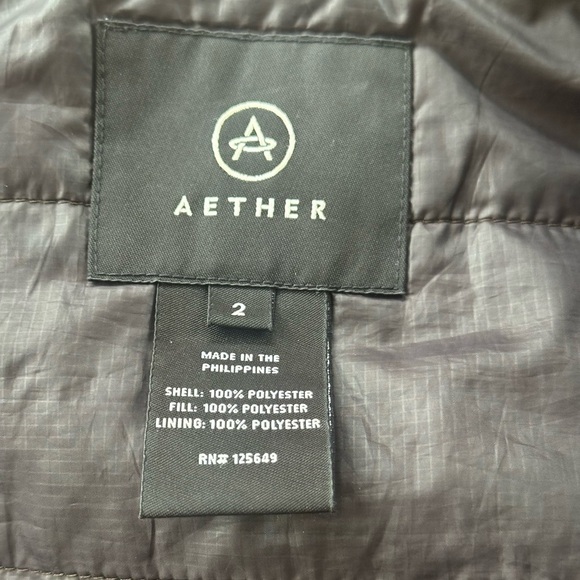 AETHER
2
MADE IN THE
PHILIPPINES
SHELL: 100% POLYESTER
FILL: 100% POLYESTER
LINING: 100% POLYESTER
RN# 125649